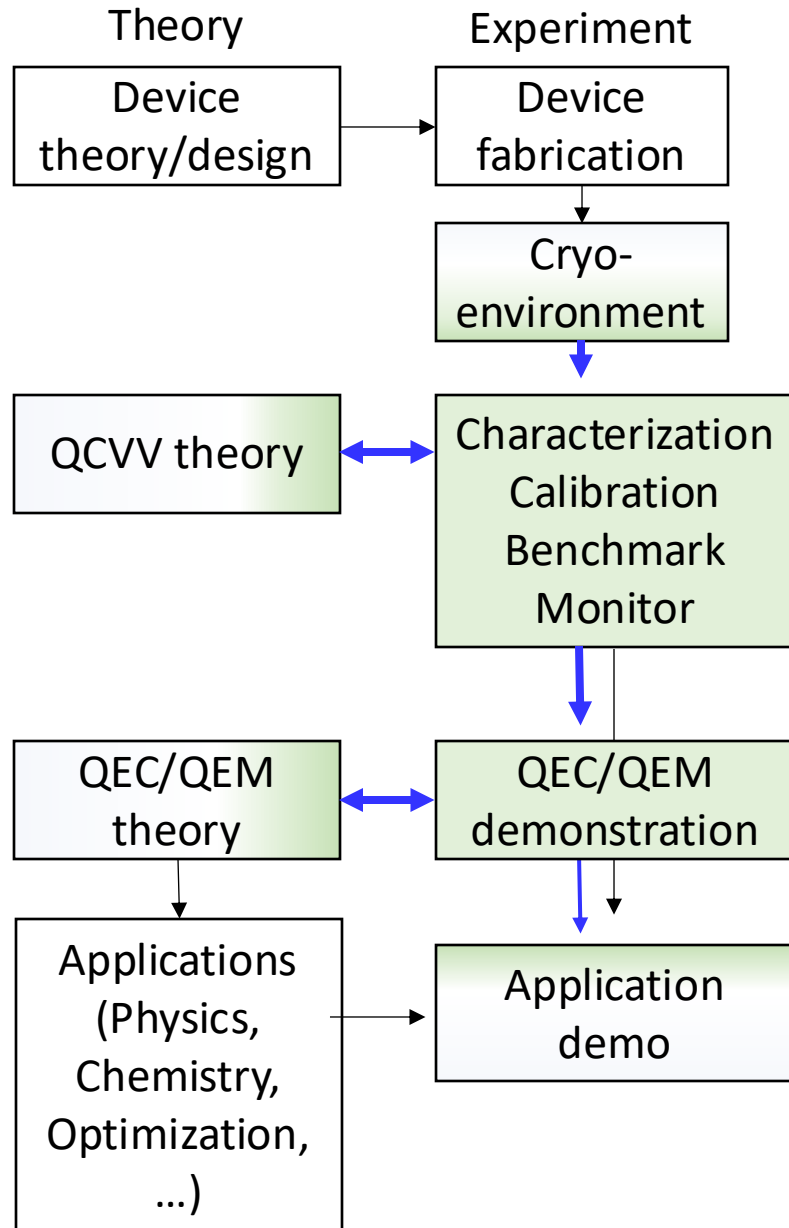 Theory
Experiment
Device
theory/design
Device
fabrication
Cryo-
environment
QCVV theory
Characterization
Calibration
Benchmark
Monitor
QEC/QEM
theory
QEC/QEM
demonstration
Applications
(Physics,
Chemistry,
Optimization,
...)
Application
demo